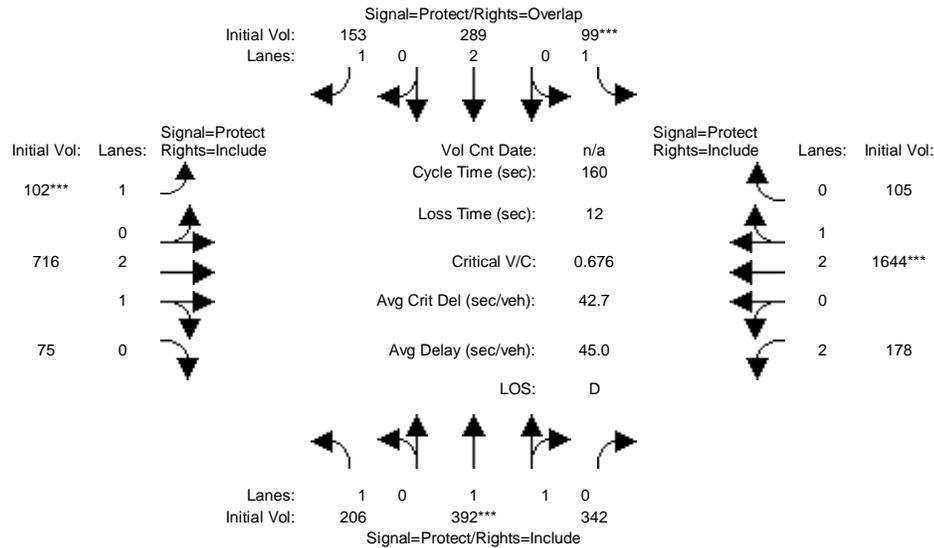 Signal=Protect/Rights=Overlap
Initial Vol: 153 289 99***
Lanes: 1 0 2 0 1
Signal=Protect
Signal=Protect
Initial Vol: Lanes: Rights=Include Vol Cnt Date: n/a Rights=Include Lanes: Initial Vol:
Cycle Time (sec): 160
102*** 1 0 105
Loss Time (sec): 12
0 1
716 2 Critical V/C: 0.676 2 1644***
1 Avg Crit Del (sec/veh): 42.7 0
75 0 Avg Delay (sec/veh): 45.0 2 178
LOS: D
Lanes: 1 0 1 1 0
Initial Vol: 206 392*** 342
Signal=Protect/Rights=Include